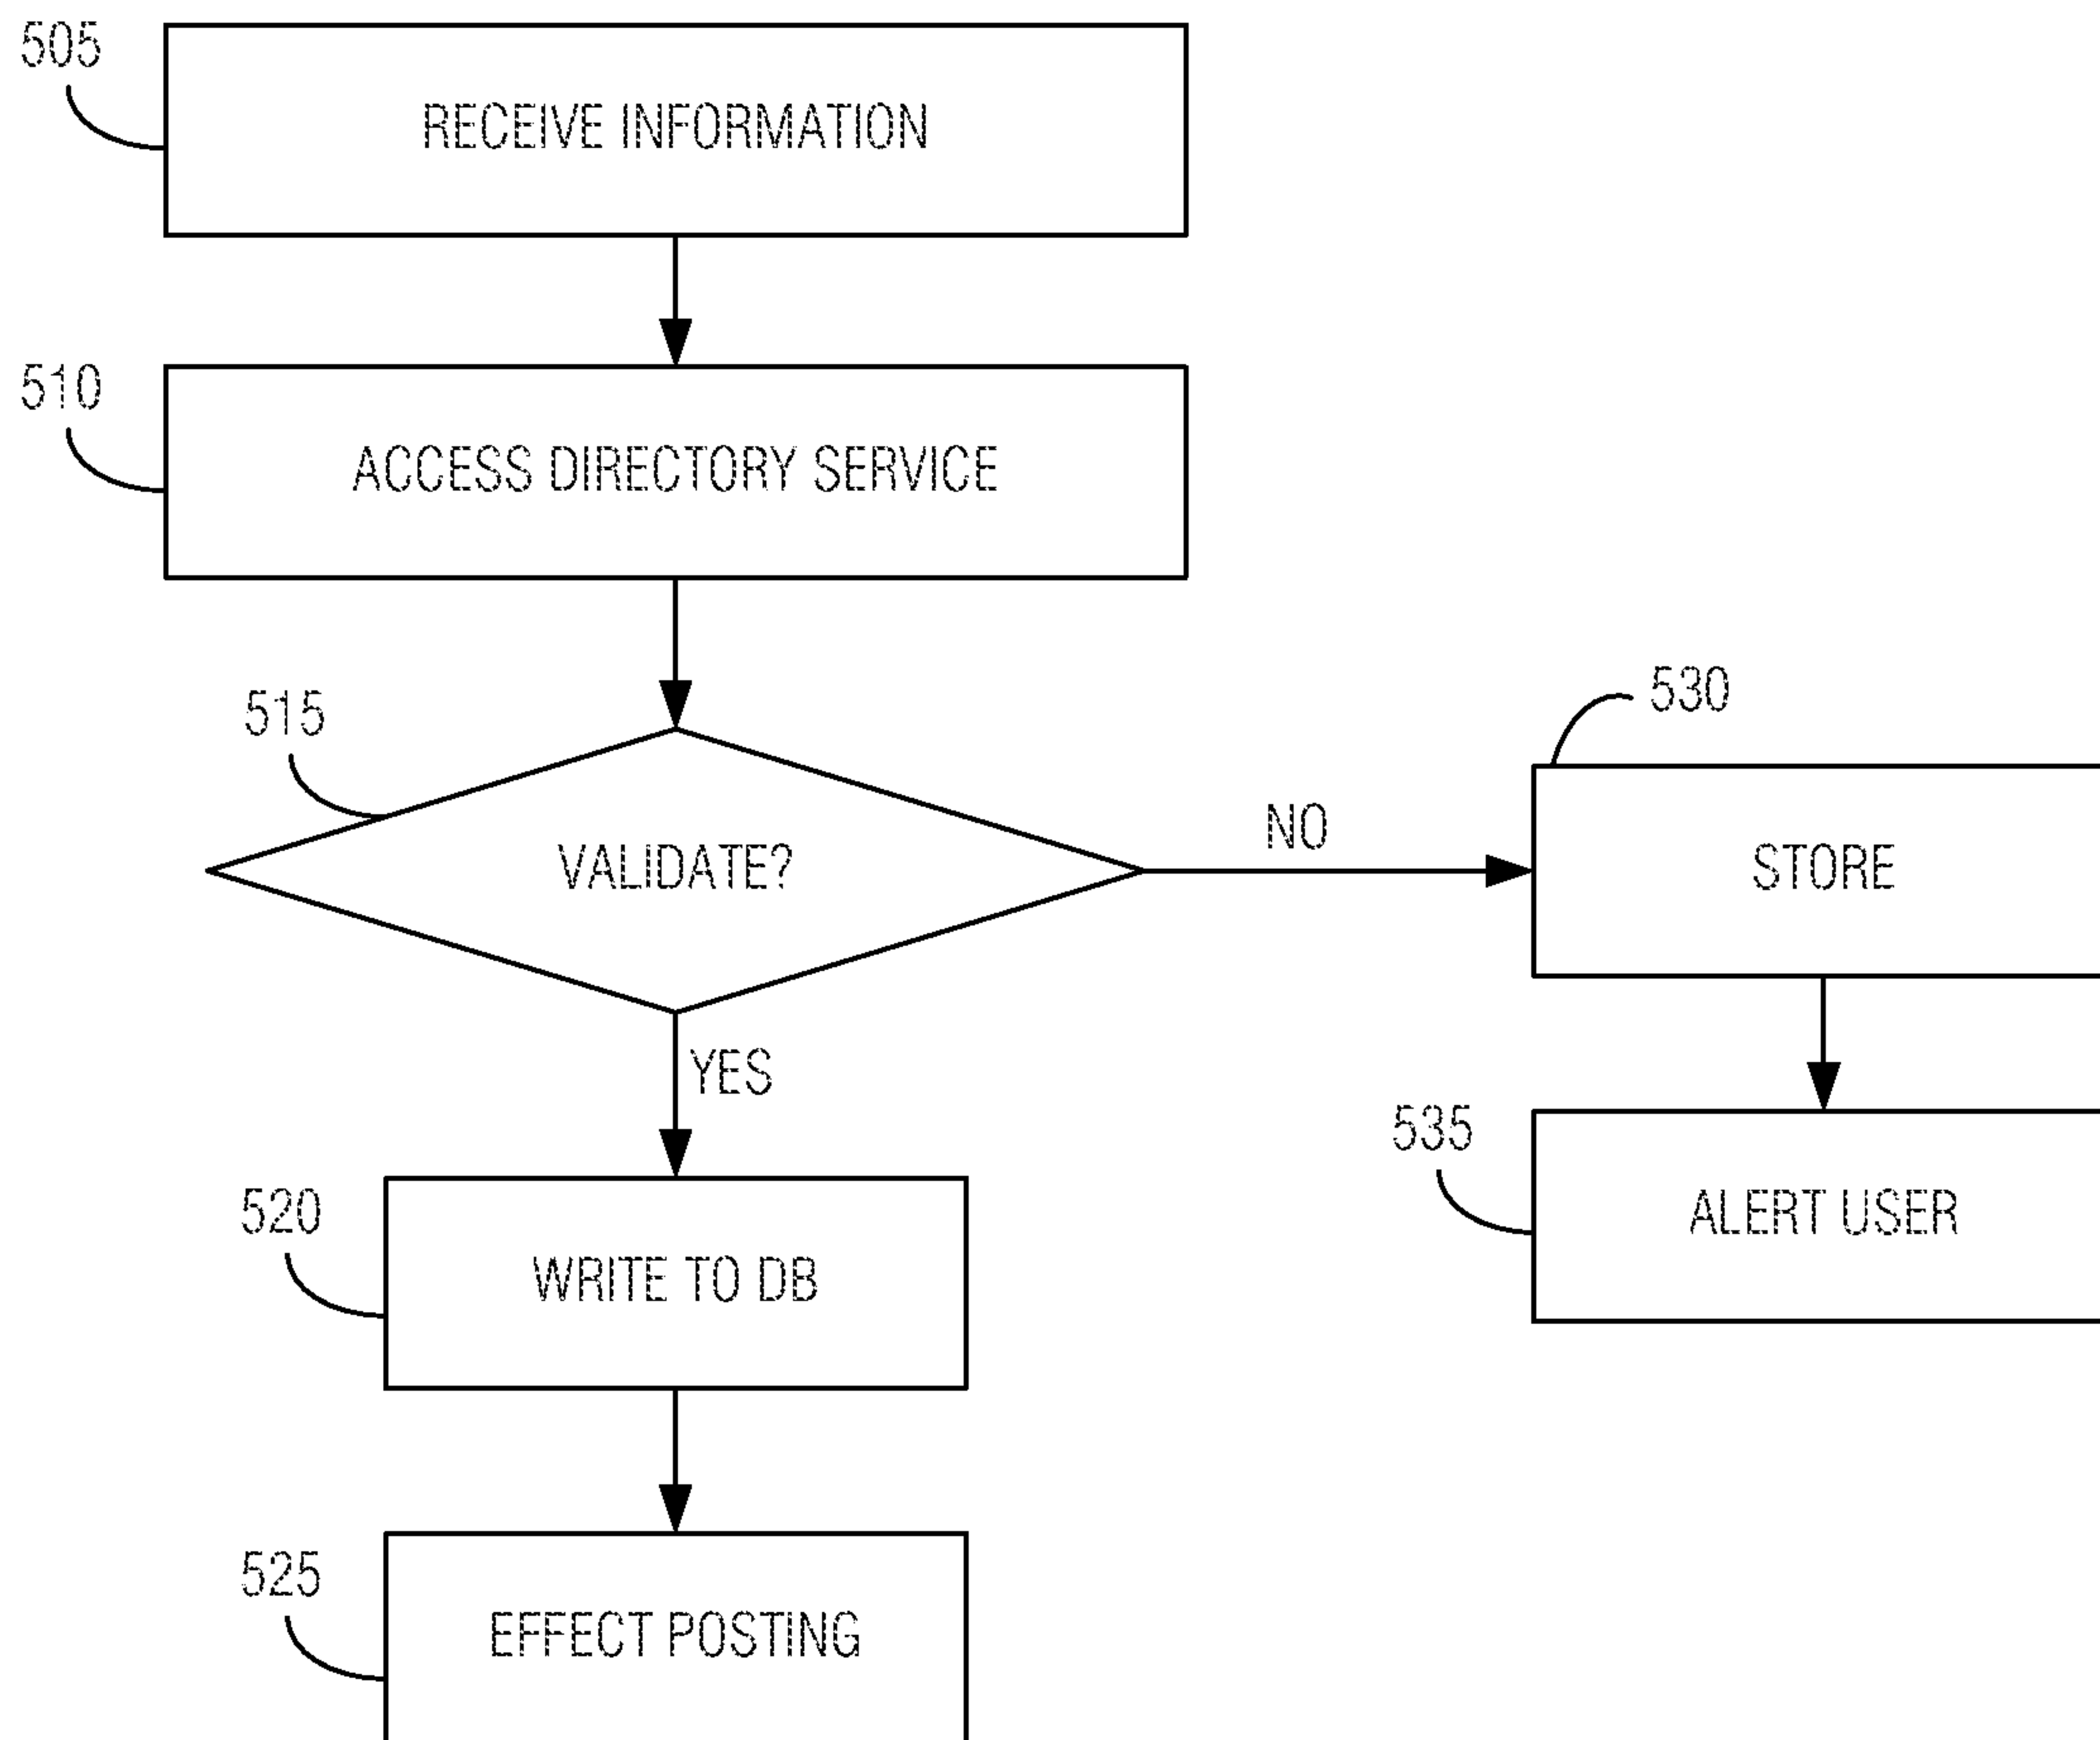 505
RECEIVE INFORMATION
510
ACCESS DIRECTORY SERVICE
515
VALIDATE?
NO
530
STORE
YES
535
ALERT USER
520
WRITE TO DB
525
EFFECT POSTING